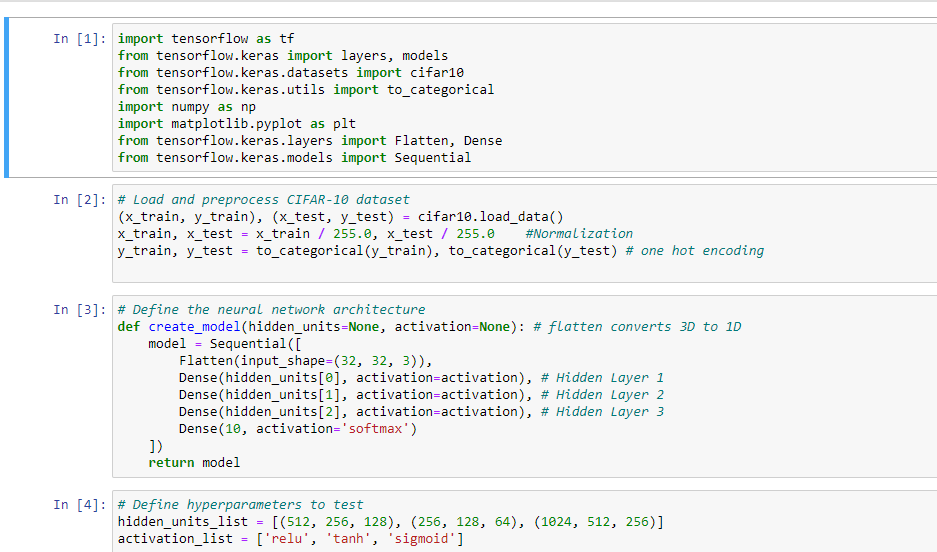 In [1]: import tensorflow as tf
from tensorflow.keras import layers, models
from tensorflow.keras.datasets import cifar10
from tensorflow.keras.utils import to_categorical
import numpy as np
import matplotlib.pyplot as plt
from tensorflow.keras.layers import Flatten, Dense
from tensorflow.keras.models import Sequential
In [2]: # Load and preprocess CIFAR-10 dataset
(x_train, y_train), (x_test, y_test) = cifar10.load_data()
x_train, x_test = x_train / 255.0, x_test / 255.0    #Normalization
y_train, y_test = to_categorical(y_train), to_categorical(y_test) # one hot encoding
In [3]: # Define the neural network architecture
def create_model(hidden_units=None, activation=None): # flatten converts 3D to 1D
    model = Sequential([
        Flatten(input_shape=(32, 32, 3)),
        Dense(hidden_units[0], activation=activation), # Hidden Layer 1
        Dense(hidden_units[1], activation=activation), # Hidden Layer 2
        Dense(hidden_units[2], activation=activation), # Hidden Layer 3
        Dense(10, activation='softmax')
    ])
    return model
In [4]: # Define hyperparameters to test
hidden_units_list = [(512, 256, 128), (256, 128, 64), (1024, 512, 256)]
activation_list = ['relu', 'tanh', 'sigmoid']